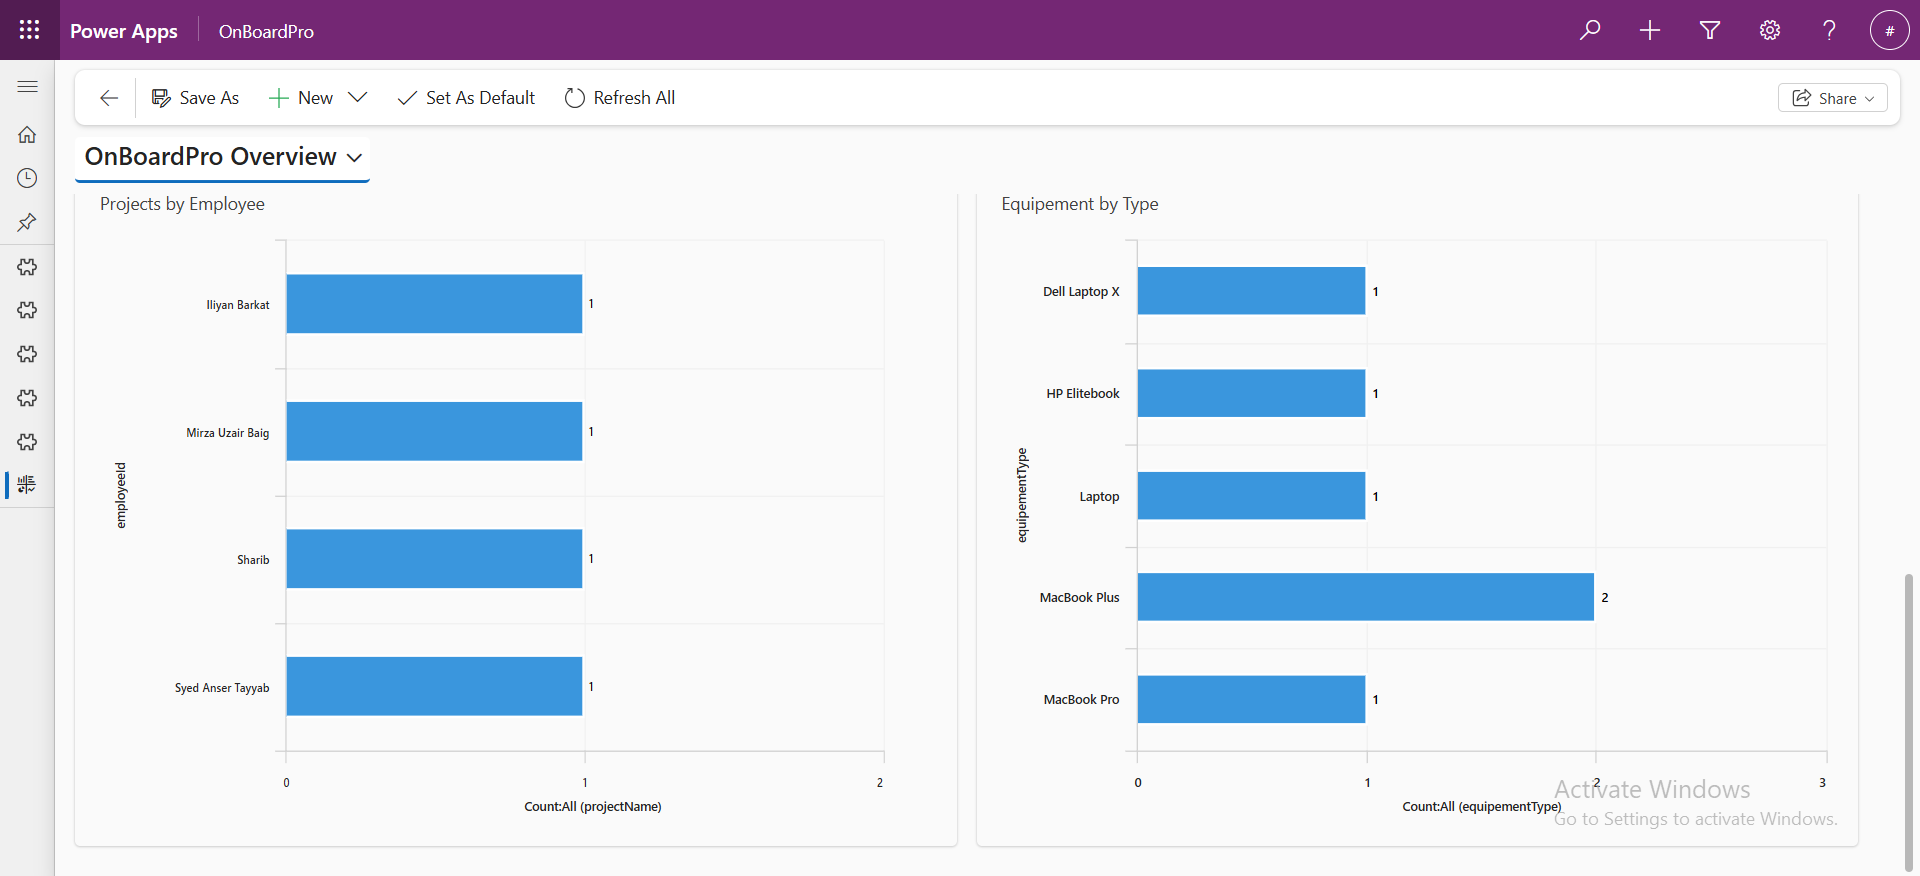 Power Apps
OnBoardPro
#
Save As
New
Set As Default
Refresh All
Share
OnBoardPro Overview
Projects by Employee
employeeId
Iliyan Barkat
1
Mirza Uzair Baig
1
Sharib
1
Syed Anser Tayyab
1
0 1 2
Count:All (projectName)
Equipement by Type
equipementType
Dell Laptop X
1
HP Elitebook
1
Laptop
1
MacBook Plus
2
MacBook Pro
1
0 1 2 3
Count:All (equipementType)
Activate Windows
Go to Settings to activate Windows.